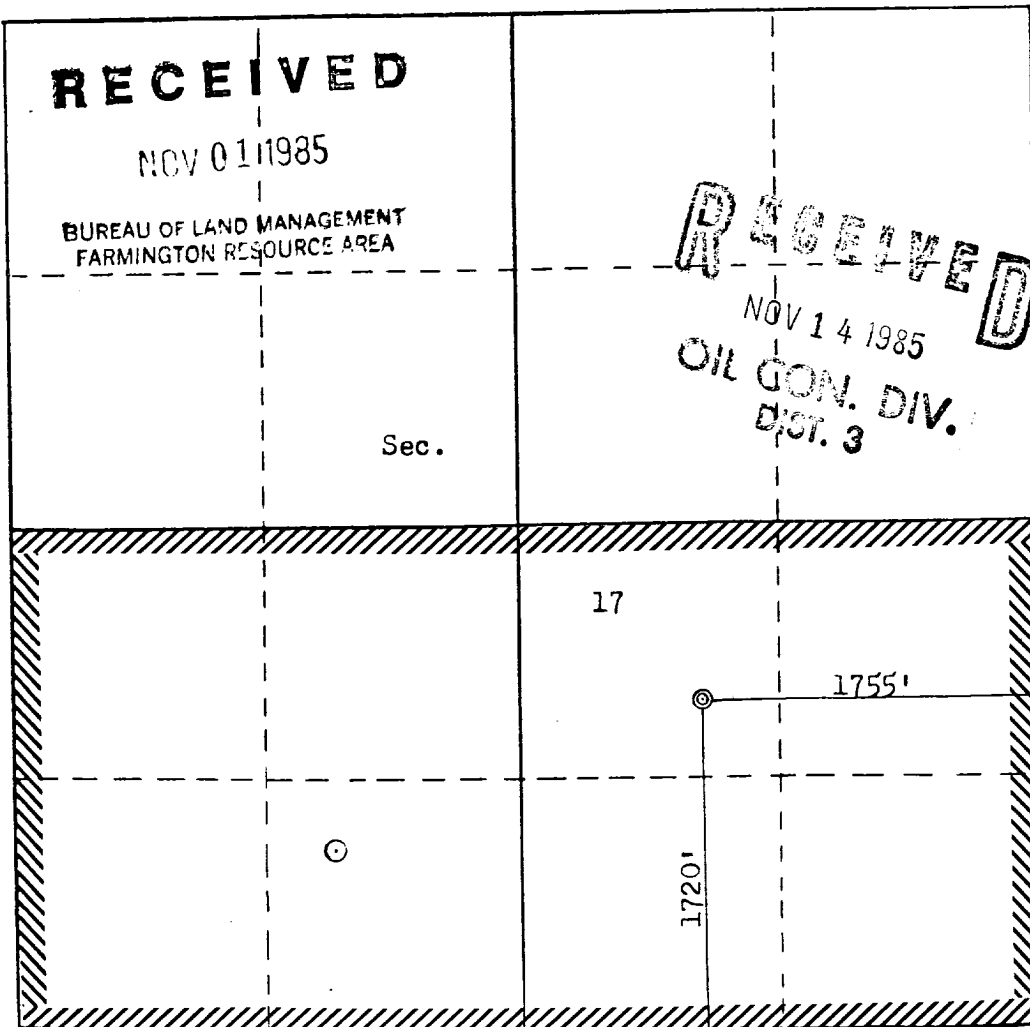 RECEIVED
NOV 01 1985
BUREAU OF LAND MANAGEMENT
FARMINGTON RESOURCE AREA
RECEIVED
NOV 14 1985
OIL CON. DIV.
DIST. 3
Sec.
17
1755'
1720'